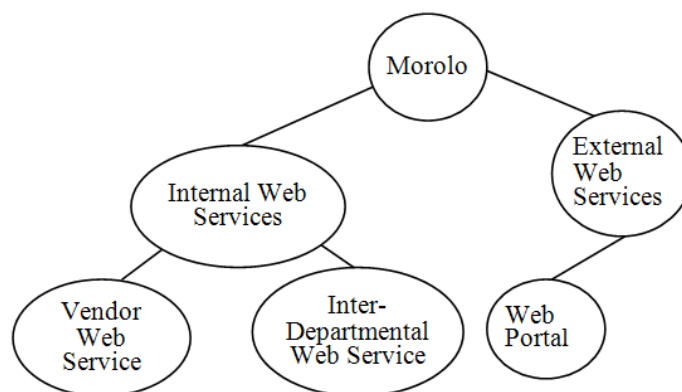 Morolo
External
Web
Services
Internal Web
Services
Vendor
Web
Service
Inter-
Departmental
Web Service
Web
Portal